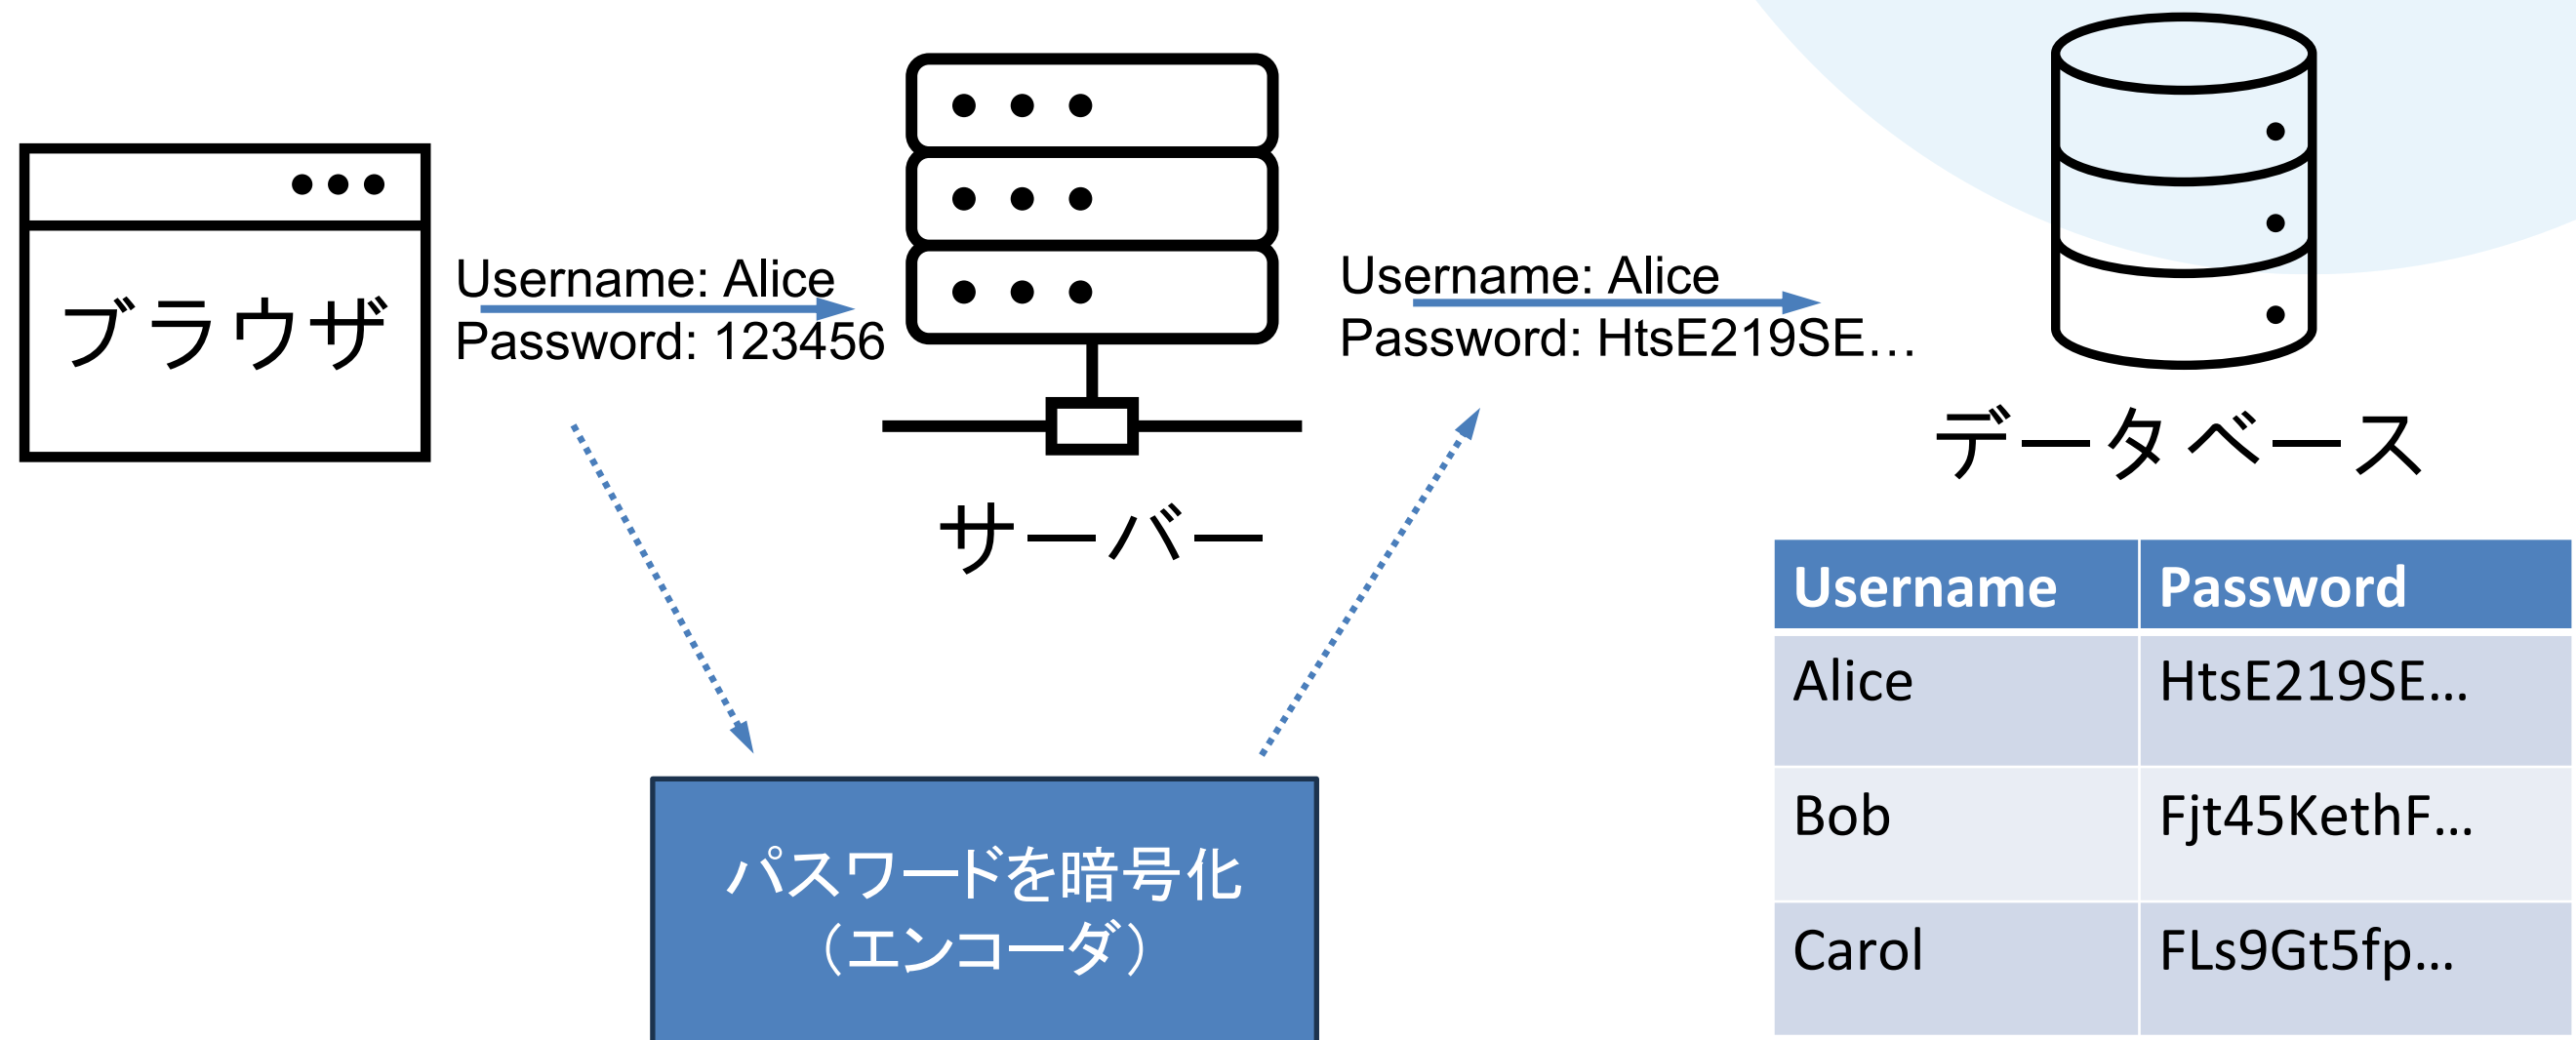 ブラウザ
Username: Alice
Password: 123456
サーバー
Username: Alice
Password: HtsE219SE…
データベース
パスワードを暗号化
（エンコーダ）
Username Password
Alice HtsE219SE…
Bob Fjt45KethF…
Carol FLs9Gt5fp…